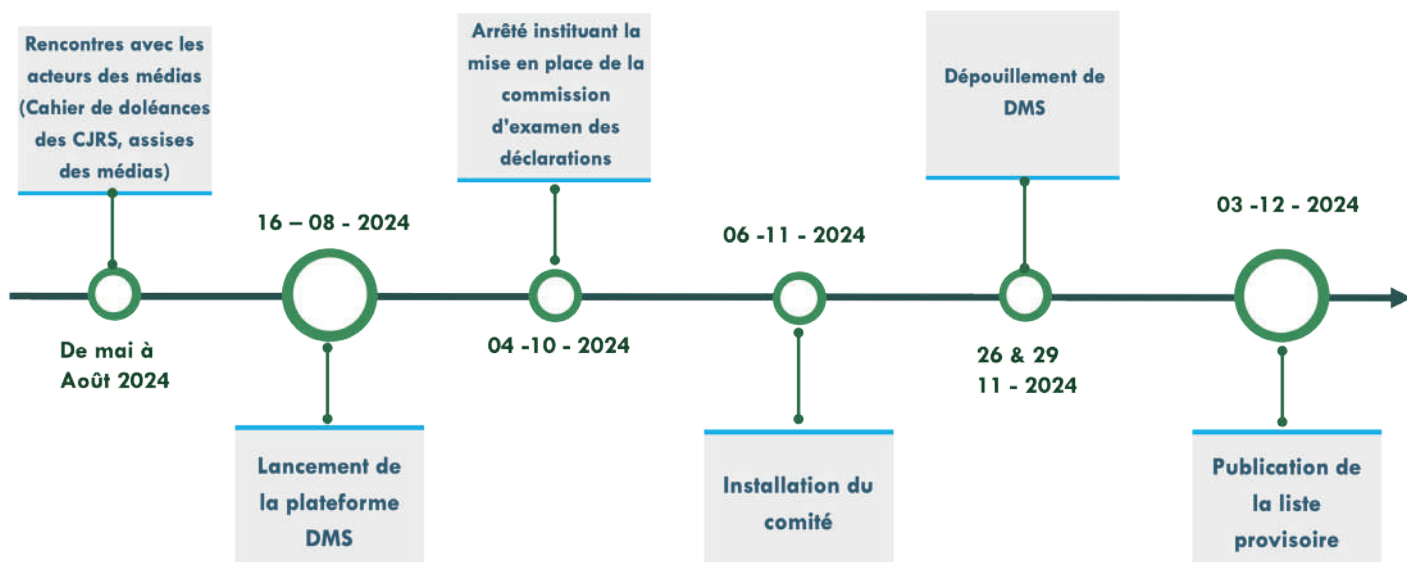 Rencontres avec les
acteurs des médias
(Cahier de doléances
des CJRS, assises
des médias)
De mai à
Août 2024
16 – 08 - 2024
Lancement de
la plateforme
DMS
Arrêté instituant la
mise en place de la
commission
d'examen des
déclarations
04 -10 - 2024
06 -11 - 2024
Installation du
comité
Dépouillement de
DMS
26 & 29
11 - 2024
03 -12 - 2024
Publication de
la liste
provisoire